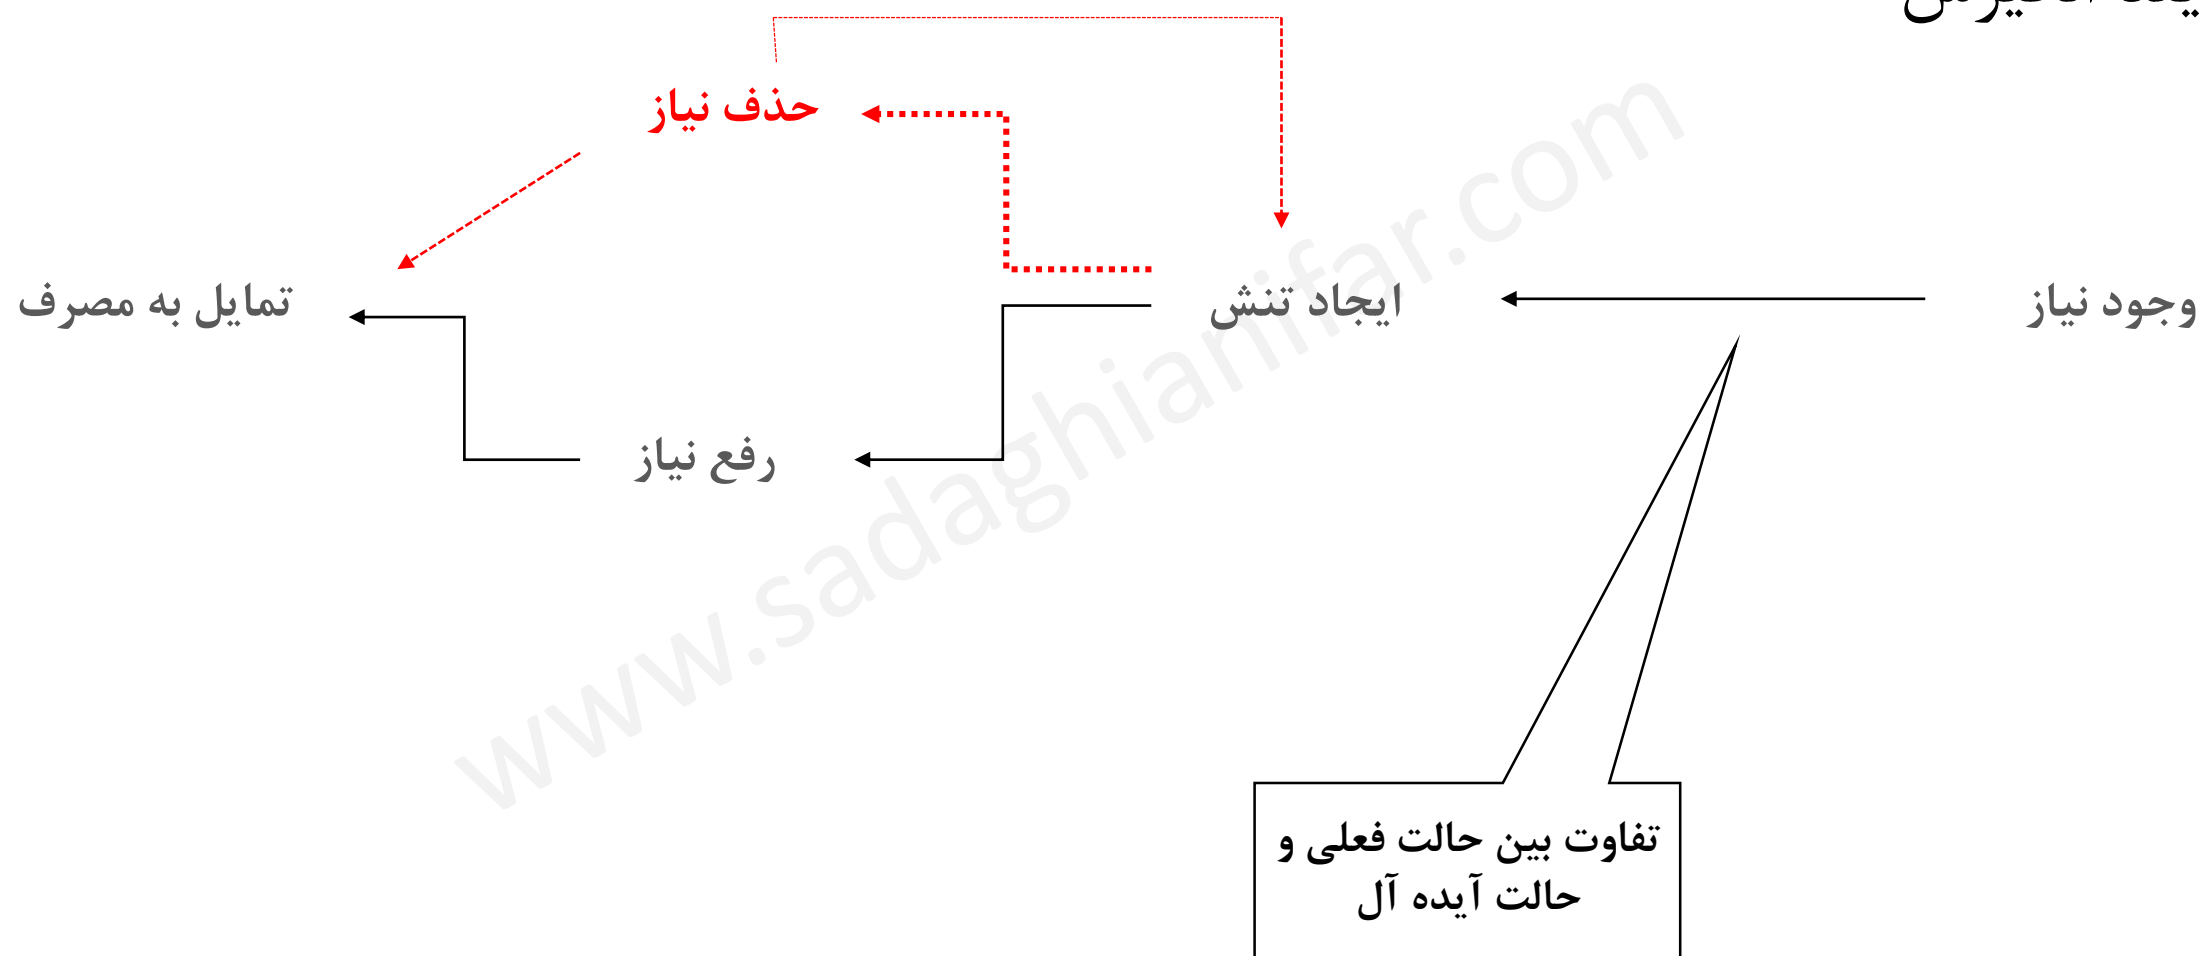 حذف نیاز
وجود نیاز
ایجاد تنش
تمایل به مصرف
رفع نیاز
تفاوت بین حالت فعلی و
حالت آیده آل
www.sadaghianifar.com